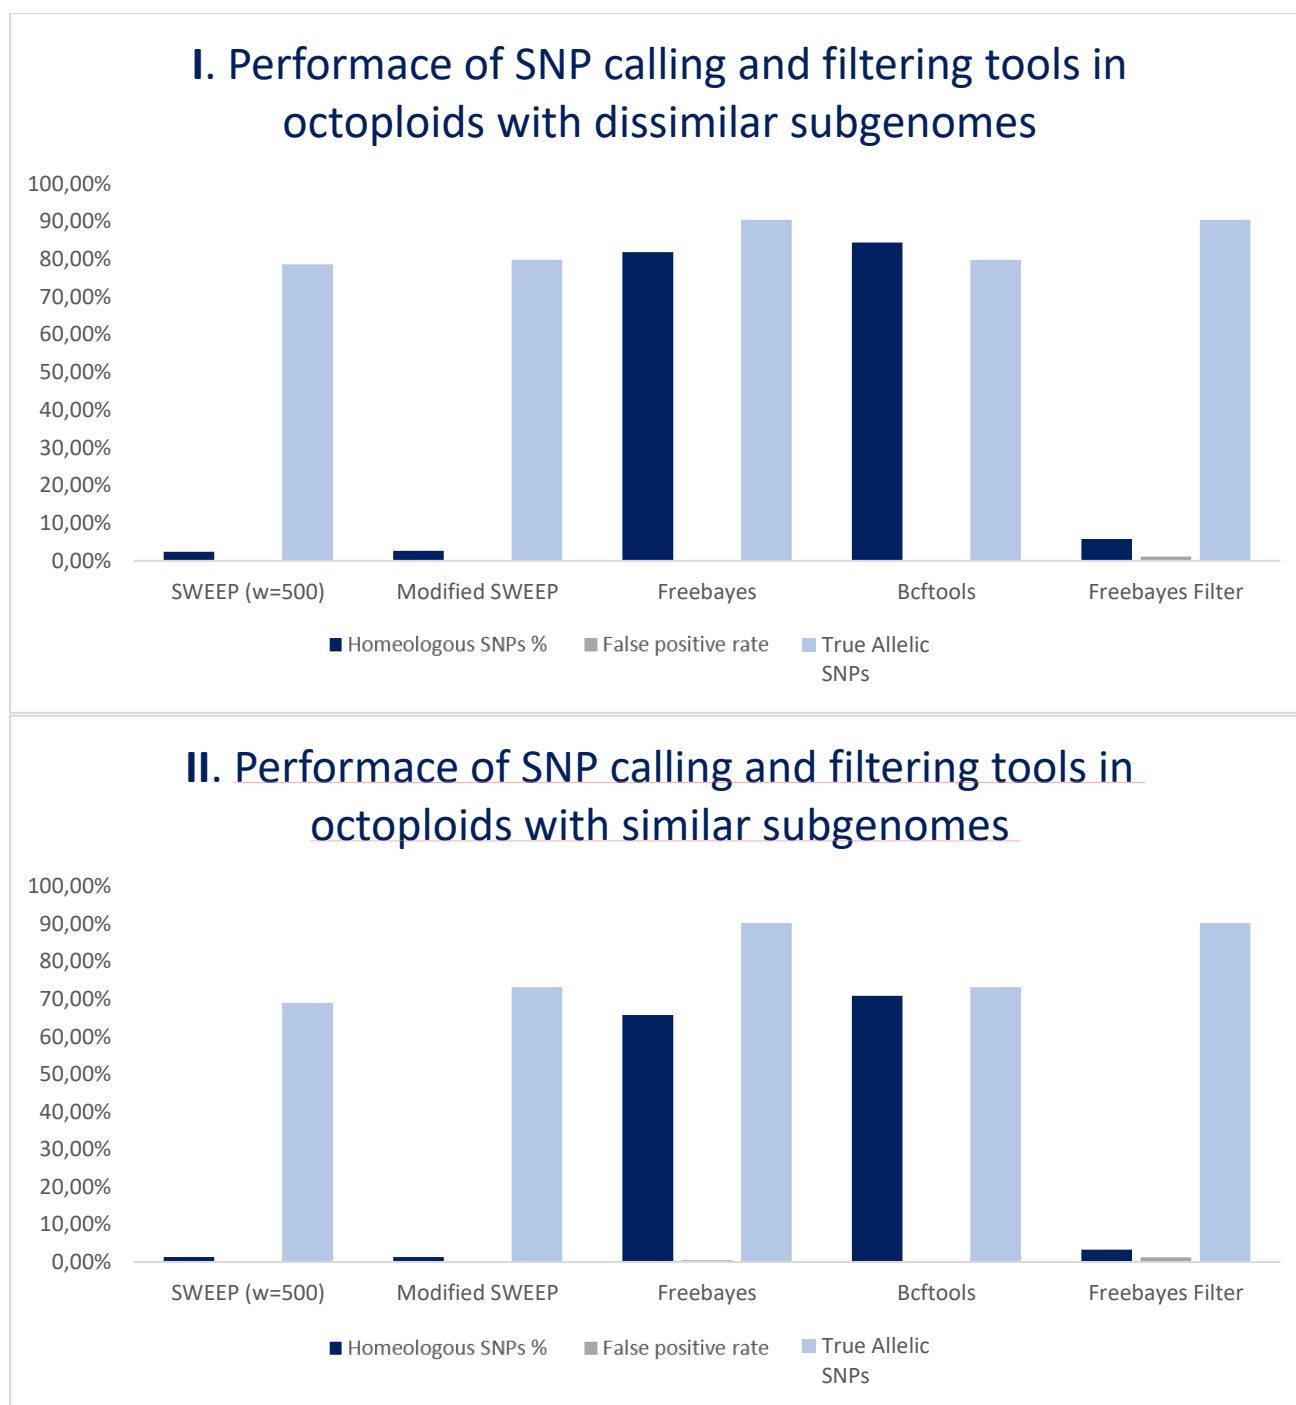 I. Performace of SNP calling and filtering tools in
octoploids with dissimilar subgenomes
100,00%
90,00%
80,00%
70,00%
60,00%
50,00%
40,00%
30,00%
20,00%
10,00%
0,00%
SWEEP (w=500) Modified SWEEP Freebayes Bcftools Freebayes Filter
Homeologous SNPs % False positive rate True Allelic
SNPs
II. Performace of SNP calling and filtering tools in
octoploids with similar subgenomes
100,00%
90,00%
80,00%
70,00%
60,00%
50,00%
40,00%
30,00%
20,00%
10,00%
0,00%
SWEEP (w=500) Modified SWEEP Freebayes Bcftools Freebayes Filter
Homeologous SNPs % False positive rate True Allelic
SNPs